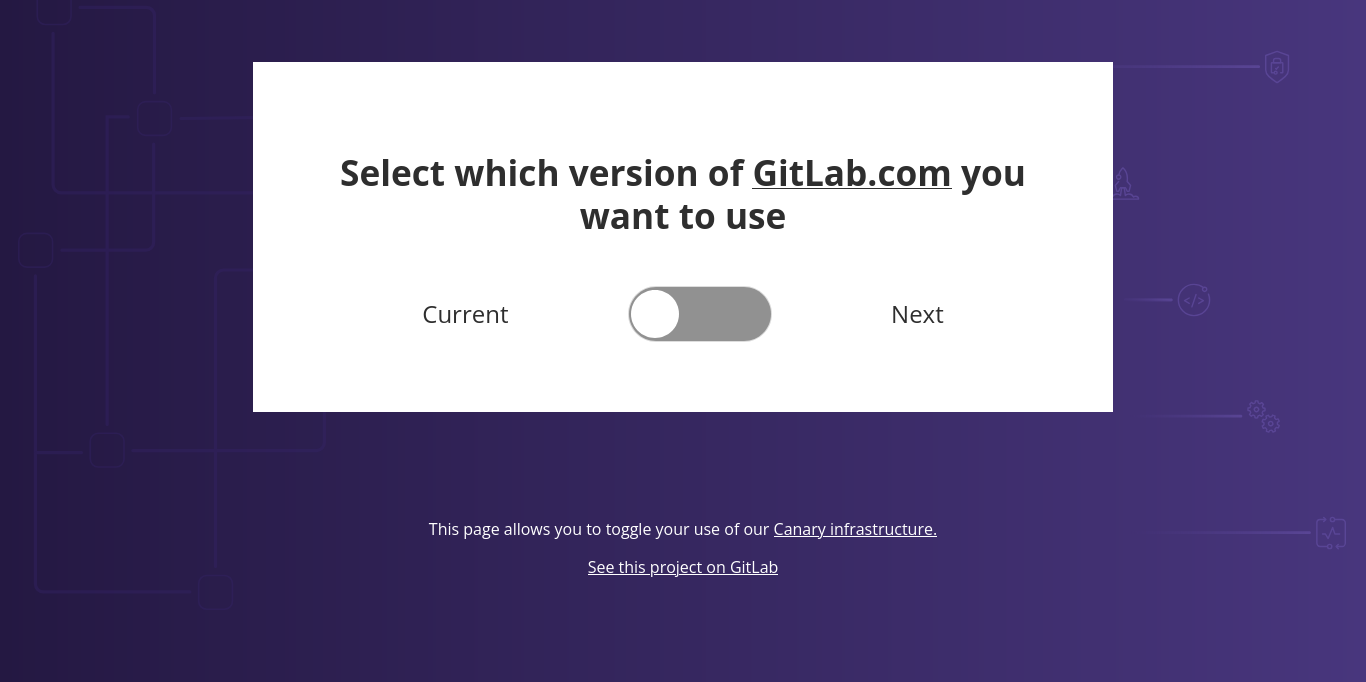 Select which version of GitLab.com you
want to use
Current Next
This page allows you to toggle your use of our Canary infrastructure.
See this project on GitLab